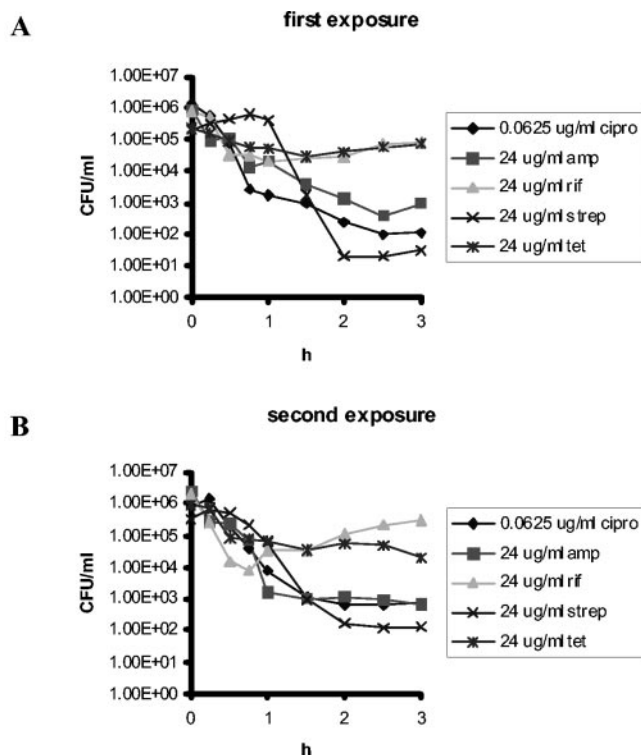 A
first exposure
1.00E+07
1.00E+06
1.00E+05
1.00E+04
1.00E+03
1.00E+02
1.00E+01
1.00E+00
CFU/ml
0 1 2 3
h
0.0625 ug/ml cipro
24 ug/ml amp
24 ug/ml rif
24 ug/ml strep
24 ug/ml tet
B
second exposure
1.00E+07
1.00E+06
1.00E+05
1.00E+04
1.00E+03
1.00E+02
1.00E+01
1.00E+00
CFU/ml
0 1 2 3
h
0.0625 ug/ml cipro
24 ug/ml amp
24 ug/ml rif
24 ug/ml strep
24 ug/ml tet